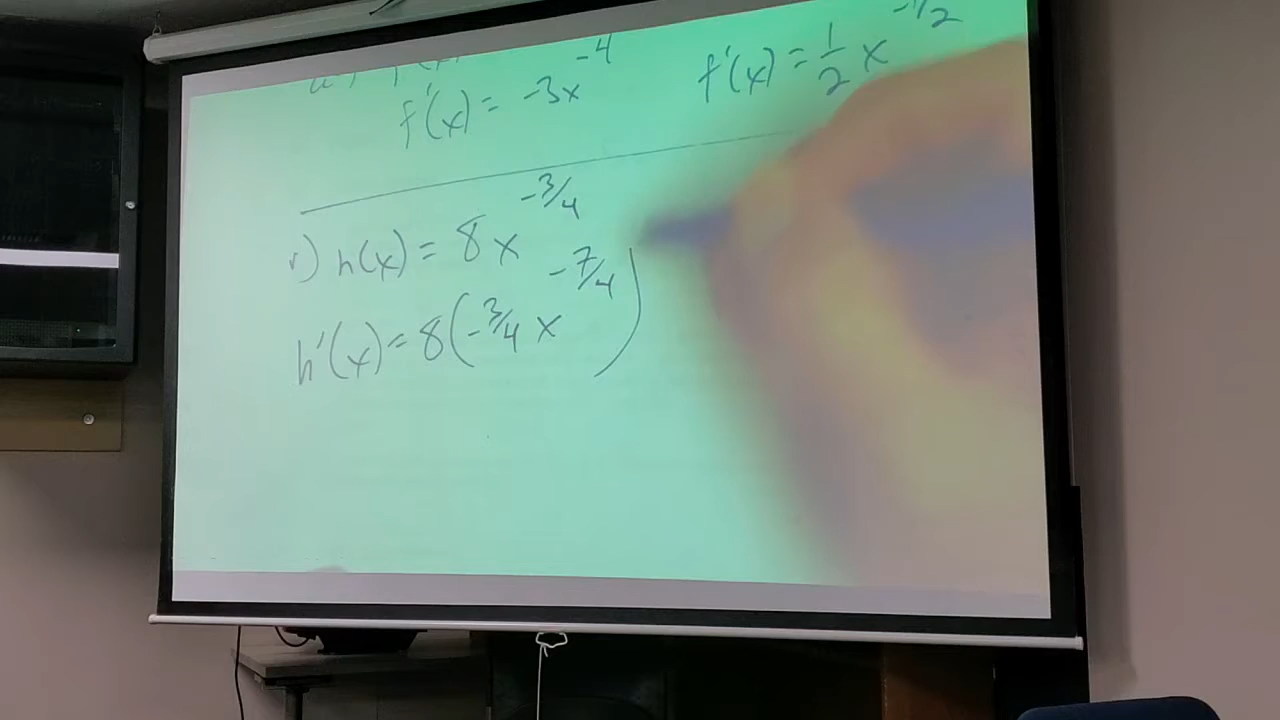 f'(x) = -3x^-4
f'(x) = 1/2 x^-1/2
r) h(x) = 8x^-3/4
h'(x) = 8(-3/4 x^-7/4)